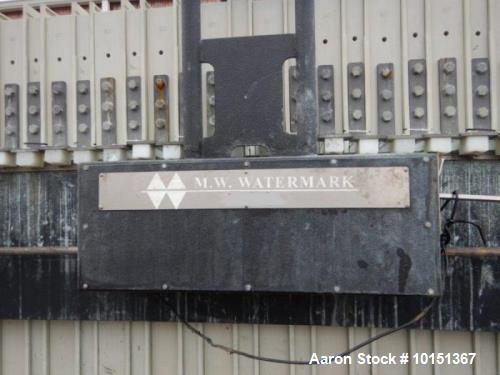 M.W. WATERMARK
Aaron Stock # 10151367